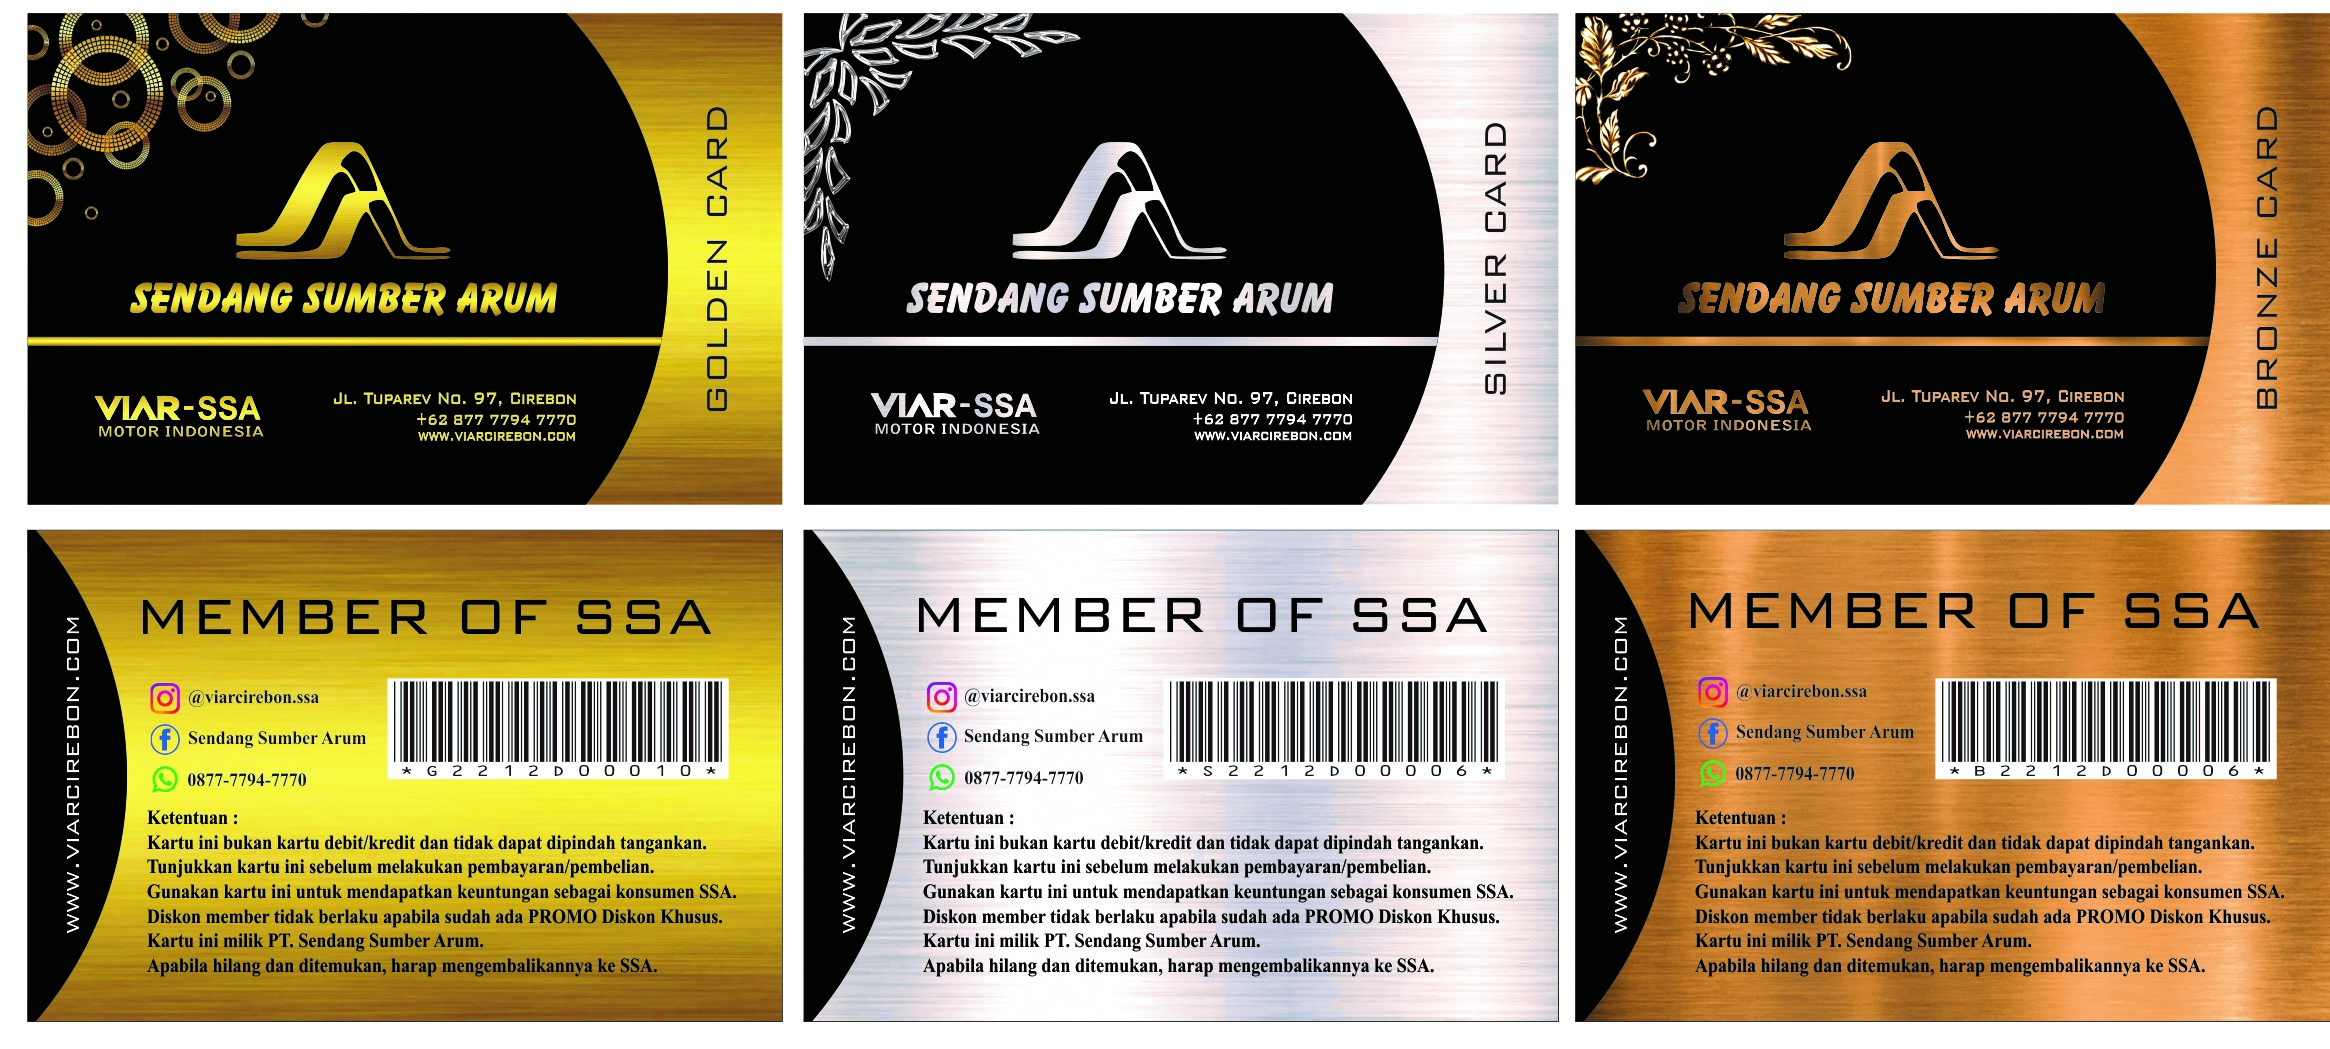 SENDANG SUMBER ARUM
VIAR-SSA
MOTOR INDONESIA
JL. TUPAREV NO. 97, CIREBON
+62 877 7794 7770
WWW.VIARCIREBON.COM
GOLDEN CARD
SENDANG SUMBER ARUM
VIAR-SSA
MOTOR INDONESIA
JL. TUPAREV NO. 97, CIREBON
+62 877 7794 7770
WWW.VIARCIREBON.COM
SILVER CARD
SENDANG SUMBER ARUM
VIAR-SSA
MOTOR INDONESIA
JL. TUPAREV NO. 97, CIREBON
+62 877 7794 7770
WWW.VIARCIREBON.COM
BRONZE CARD
WWW.VIARCIREBON.COM
MEMBER OF SSA
@viarcirebon.ssa
Sendang Sumber Arum
0877-7794-7770
*G2212D00010*
Ketentuan :
Kartu ini bukan kartu debit/kredit dan tidak dapat dipindah tangankan.
Tunjukkan kartu ini sebelum melakukan pembayaran/pembelian.
Gunakan kartu ini untuk mendapatkan keuntungan sebagai konsumen SSA.
Diskon member tidak berlaku apabila sudah ada PROMO Diskon Khusus.
Kartu ini milik PT. Sendang Sumber Arum.
Apabila hilang dan ditemukan, harap mengembalikannya ke SSA.
WWW.VIARCIREBON.COM
MEMBER OF SSA
@viarcirebon.ssa
Sendang Sumber Arum
0877-7794-7770
*S2212D00006*
Ketentuan :
Kartu ini bukan kartu debit/kredit dan tidak dapat dipindah tangankan.
Tunjukkan kartu ini sebelum melakukan pembayaran/pembelian.
Gunakan kartu ini untuk mendapatkan keuntungan sebagai konsumen SSA.
Diskon member tidak berlaku apabila sudah ada PROMO Diskon Khusus.
Kartu ini milik PT. Sendang Sumber Arum.
Apabila hilang dan ditemukan, harap mengembalikannya ke SSA.
WWW.VIARCIREBON.COM
MEMBER OF SSA
@viarcirebon.ssa
Sendang Sumber Arum
0877-7794-7770
*B2212D00006*
Ketentuan :
Kartu ini bukan kartu debit/kredit dan tidak dapat dipindah tangankan.
Tunjukkan kartu ini sebelum melakukan pembayaran/pembelian.
Gunakan kartu ini untuk mendapatkan keuntungan sebagai konsumen SSA.
Diskon member tidak berlaku apabila sudah ada PROMO Diskon Khusus.
Kartu ini milik PT. Sendang Sumber Arum.
Apabila hilang dan ditemukan, harap mengembalikannya ke SSA.